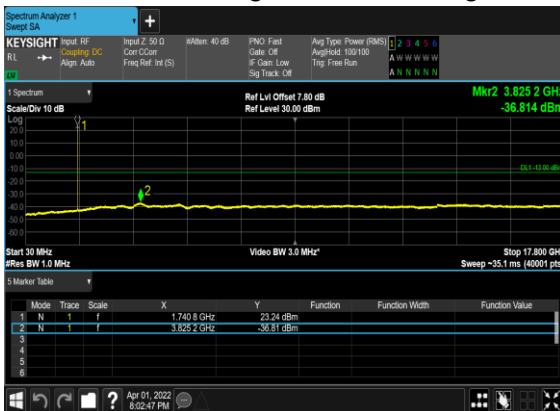 Spectrum Analyzer 1
Swept SA
KEYSIGHT Input: RF Input Z: 50 Ω #Atten: 40 dB PNO: Fast Avg Type: Power (RMS) 1 2 3 4 5 6
RL Coupling: DC Corr CCorr Gate: Off Avg|Hold: 100/100 A W W W W W
Align: Auto Freq Ref: Int (S) IF Gain: Low Trig: Free Run
Sig Track: Off A N N N N N
1 Spectrum Ref Lvl Offset 7.80 dB Mkr2 3.825 2 GHz
Scale/Div 10 dB Ref Level 30.00 dBm -36.814 dBm
Log
20.0 1
10.0
0.00
-10.0 DL1 -13.00 dBm
-20.0
-30.0 2
-40.0
-50.0
-60.0
Start 30 MHz Video BW 3.0 MHz* Stop 17.800 GH
#Res BW 1.0 MHz Sweep ~35.1 ms (40001 pts
5 Marker Table
Mode Trace Scale X Y Function Function Width Function Value
1 N 1 f 1.740 8 GHz 23.24 dBm
2 N 1 f 3.825 2 GHz -36.81 dBm
3
4
5
6
? Apr 01, 2022
8:02:47 PM